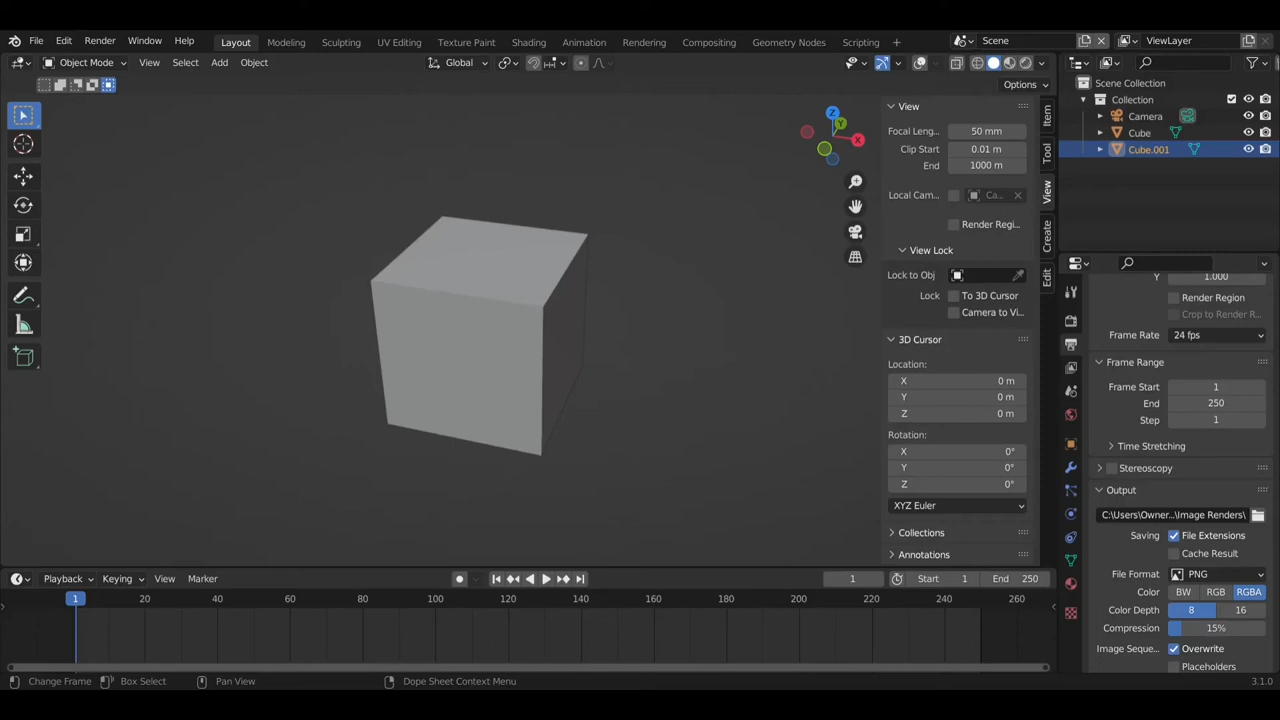 File Edit Render Window Help Layout Modeling Sculpting UV Editing Texture Paint Shading Animation Rendering Compositing Geometry Nodes Scripting + Scene ViewLayer
Object Mode View Select Add Object Global
Options
Z
Y
X
View
Focal Leng... 50 mm
Clip Start 0.01 m
End 1000 m
Local Cam... Ca...
Render Regi...
View Lock
Lock to Obj
Lock To 3D Cursor
Camera to Vi...
3D Cursor
Location:
X 0 m
Y 0 m
Z 0 m
Rotation:
X 0°
Y 0°
Z 0°
XYZ Euler
Collections
Annotations
Item
Tool
View
Create
Edit
Scene Collection
Collection
Camera
Cube
Cube.001
Y 1.000
Render Region
Crop to Render R...
Frame Rate 24 fps
Frame Range
Frame Start 1
End 250
Step 1
Time Stretching
Stereoscopy
Output
C:\Users\Owner...\Image Renders\
Saving File Extensions
Cache Result
File Format PNG
Color BW RGB RGBA
Color Depth 8 16
Compression 15%
Image Seque... Overwrite
Placeholders
Playback Keying View Marker 1 Start 1 End 250
1 20 40 60 80 100 120 140 160 180 200 220 240 260
Change Frame Box Select Pan View Dope Sheet Context Menu 3.1.0